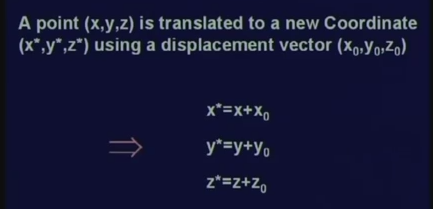 A point (x,y,z) is translated to a new Coordinate
(x*,y*,z*) using a displacement vector (x₀,y₀,z₀)
x*=x+x₀
⇒ y*=y+y₀
z*=z+z₀